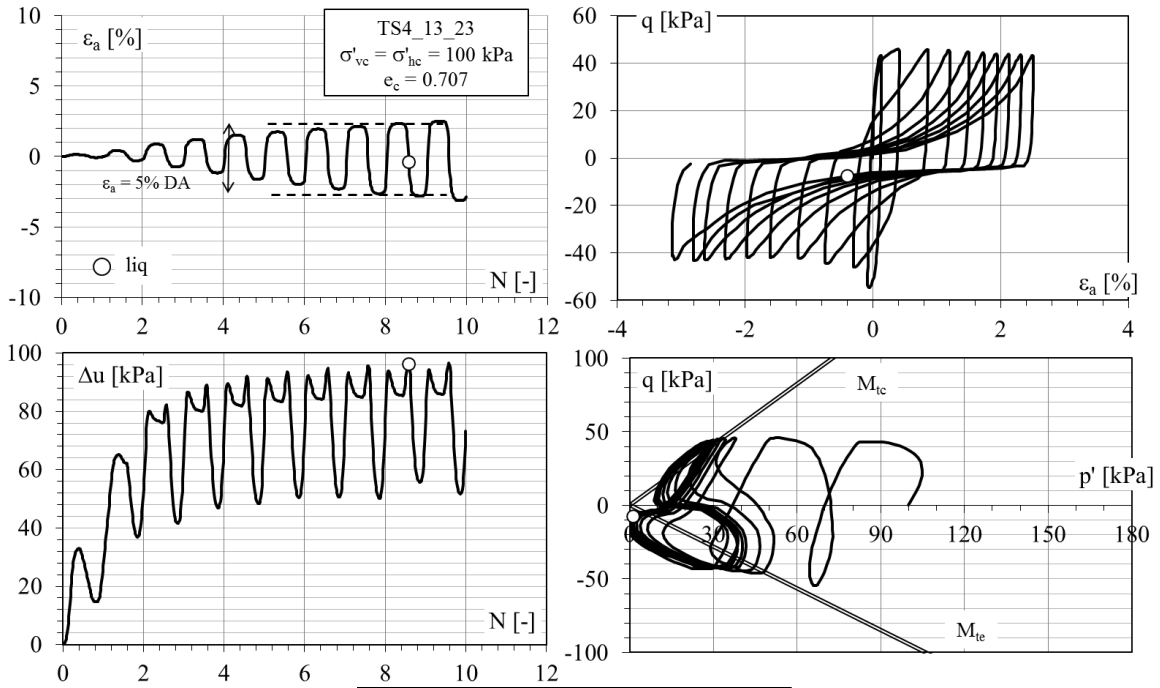 10
5
0
-5
-10
εa [%]
TS4_13_23
σ'vc = σ'hc = 100 kPa
ec = 0.707
εa = 5% DA
liq
N [-]
0 2 4 6 8 10 12
q [kPa]
60
40
20
0
-20
-40
-60
εa [%]
-4 -2 0 2 4
100
80
60
40
20
0
Δu [kPa]
N [-]
0 2 4 6 8 10 12
100
50
0
-50
-100
q [kPa]
Mtc
p' [kPa]
0 30 60 90 120 150 180
Mte